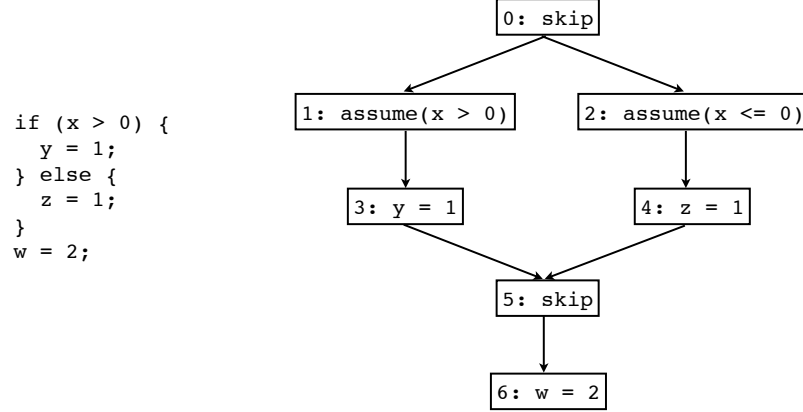 if (x > 0) {
y = 1;
} else {
z = 1;
}
w = 2;
0: skip
1: assume(x > 0)
2: assume(x <= 0)
3: y = 1
4: z = 1
5: skip
6: w = 2